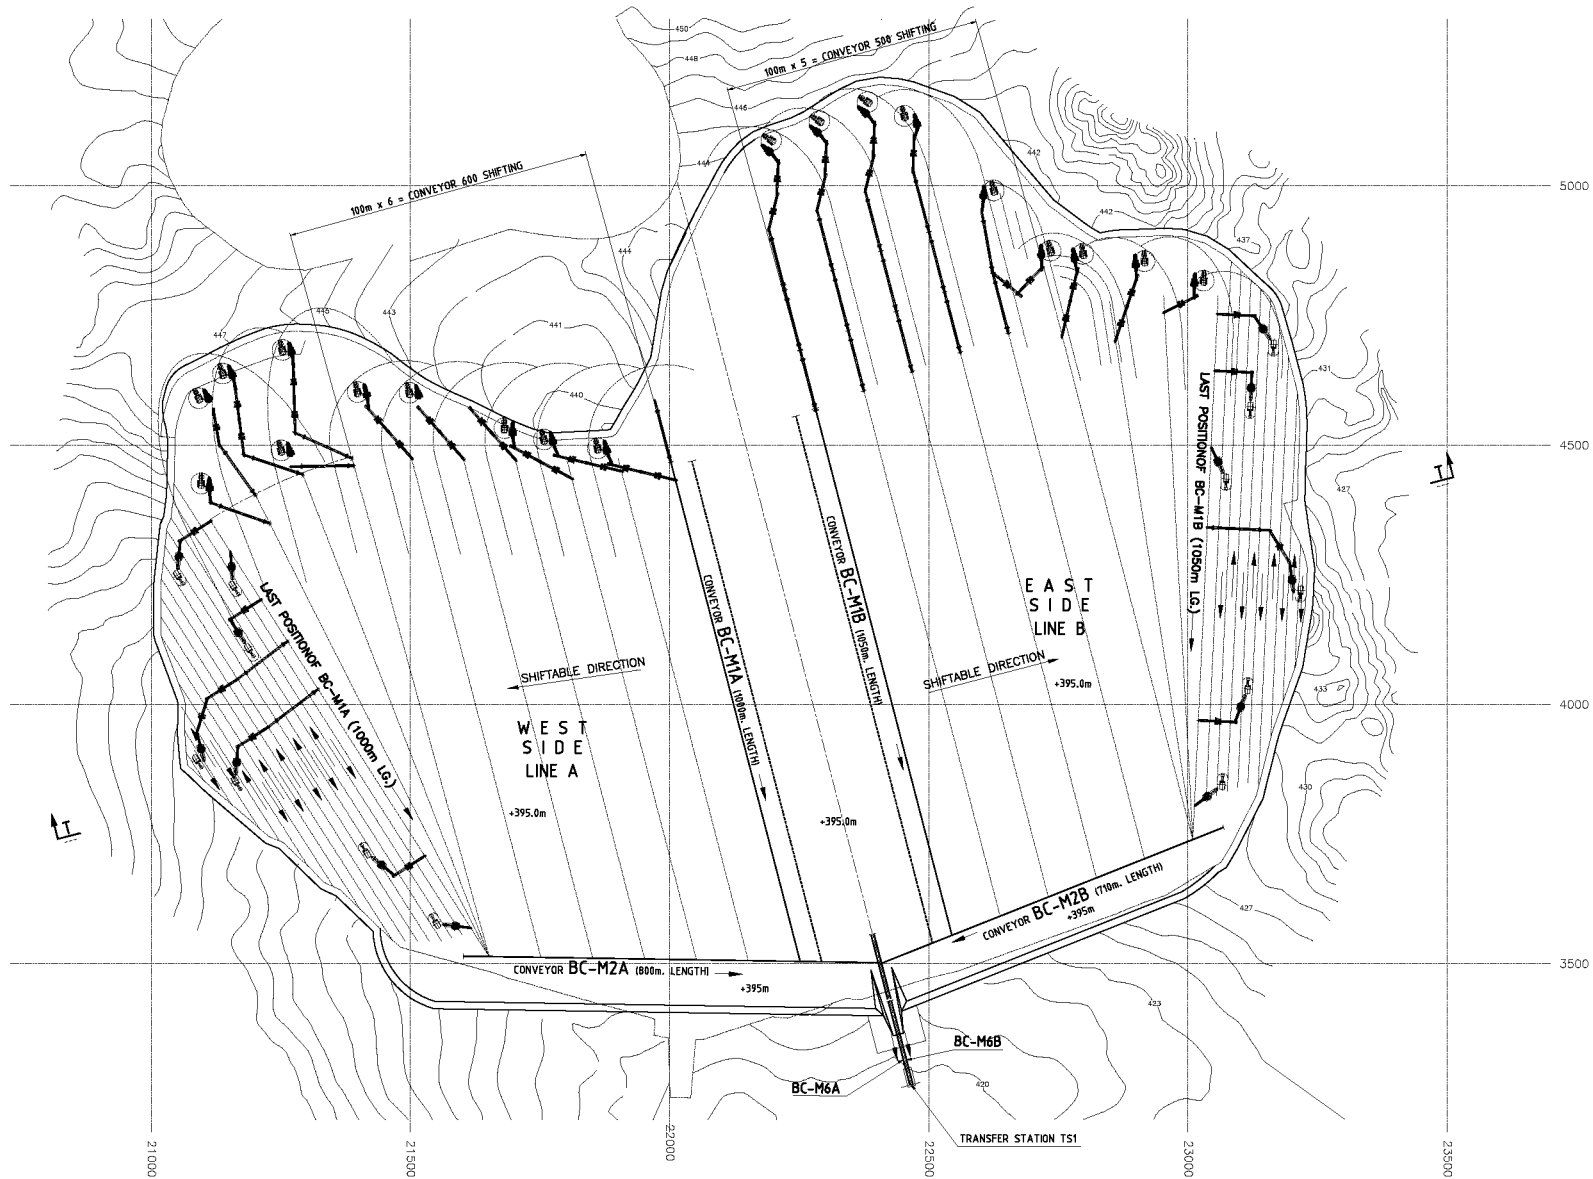 450
448
100m x 5 = CONVEYOR 500 SHIFTING
446
444
442
442
437
5000
100m x 6 = CONVEYOR 600 SHIFTING
444
447
445
443
441
440
431
4500
427
T
LAST POSITIONOF BC-M1B (1050m LG.)
CONVEYOR BC-M1B (1050m. LENGTH)
CONVEYOR BC-M1A (1000m. LENGTH)
LAST POSITIONOF BC-M1A (1000m LG.)
EAST
SIDE
LINE B
SHIFTABLE DIRECTION
SHIFTABLE DIRECTION
+395.0m
433
4000
WEST
SIDE
LINE A
+395.0m
+395.0m
430
T
CONVEYOR BC-M2B (710m. LENGTH)
+395m
427
CONVEYOR BC-M2A (800m. LENGTH)
+395m
3500
423
BC-M6B
BC-M6A
420
TRANSFER STATION TS1
21000
21500
22000
22500
23000
23500